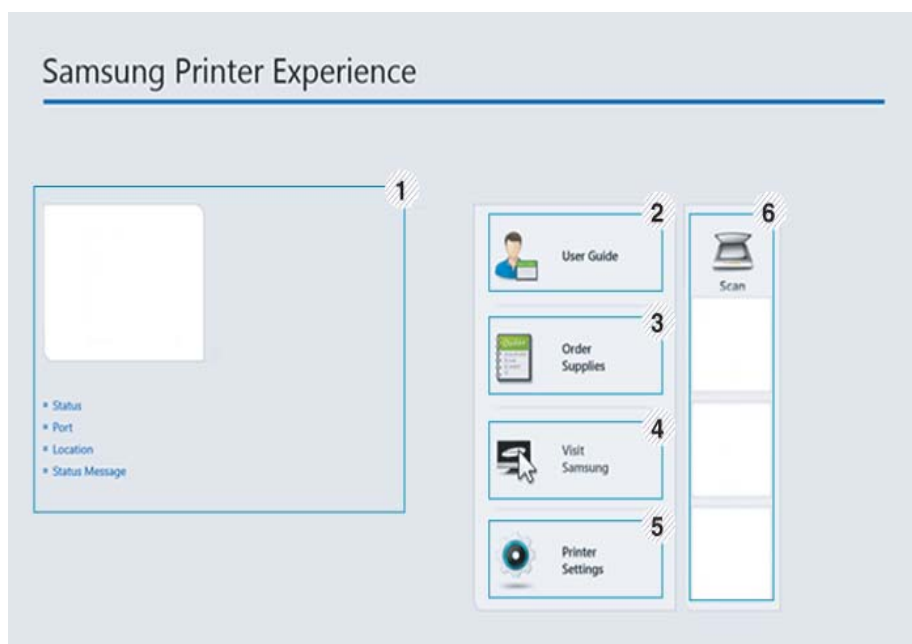 Samsung Printer Experience
1
Status
Port
Location
Status Message
2
User Guide
3
Order
Supplies
4
Visit
Samsung
5
Printer
Settings
6
Scan